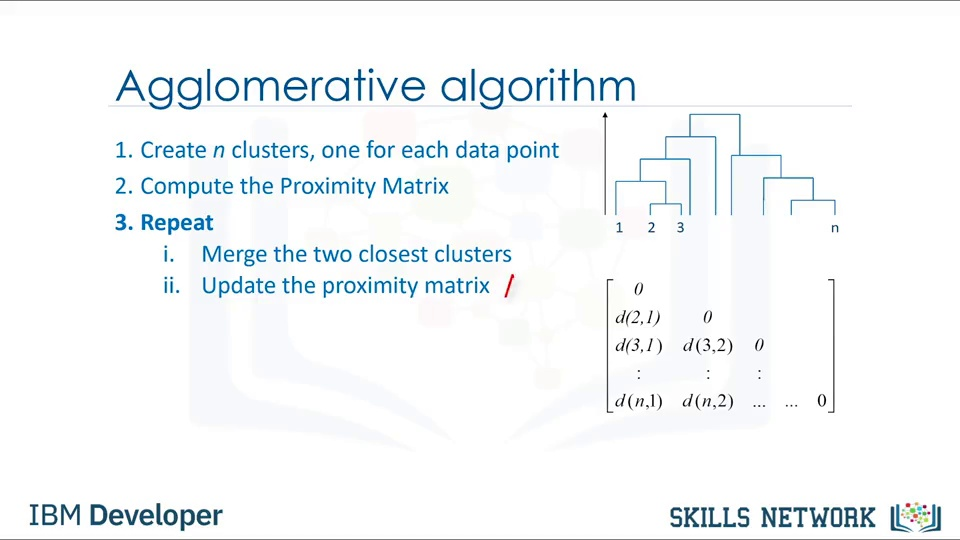 Agglomerative algorithm
1. Create n clusters, one for each data point
2. Compute the Proximity Matrix
3. Repeat
i. Merge the two closest clusters
ii. Update the proximity matrix
1 2 3 n
0
d(2,1) 0
d(3,1) d(3,2) 0
: : :
d(n,1) d(n,2) ... ... 0
IBM Developer
SKILLS NETWORK